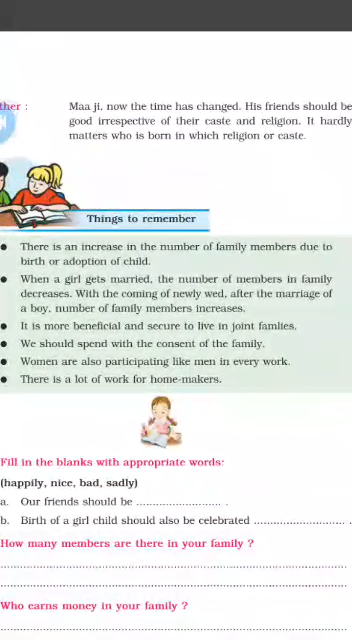 ther :
Maa ji, now the time has changed. His friends should be
good irrespective of their caste and religion. It hardly
matters who is born in which religion or caste.
Things to remember
● There is an increase in the number of family members due to
birth or adoption of child.
● When a girl gets married, the number of members in family
decreases. With the coming of newly wed, after the marriage of
a boy, number of family members increases.
● It is more beneficial and secure to live in joint famlies.
● We should spend with the consent of the family.
● Women are also participating like men in every work.
● There is a lot of work for home-makers.
Fill in the blanks with appropriate words:
(happily, nice, bad, sadly)
a. Our friends should be .......................... .
b. Birth of a girl child should also be celebrated ............................ .
How many members are there in your family ?
Who earns money in your family ?